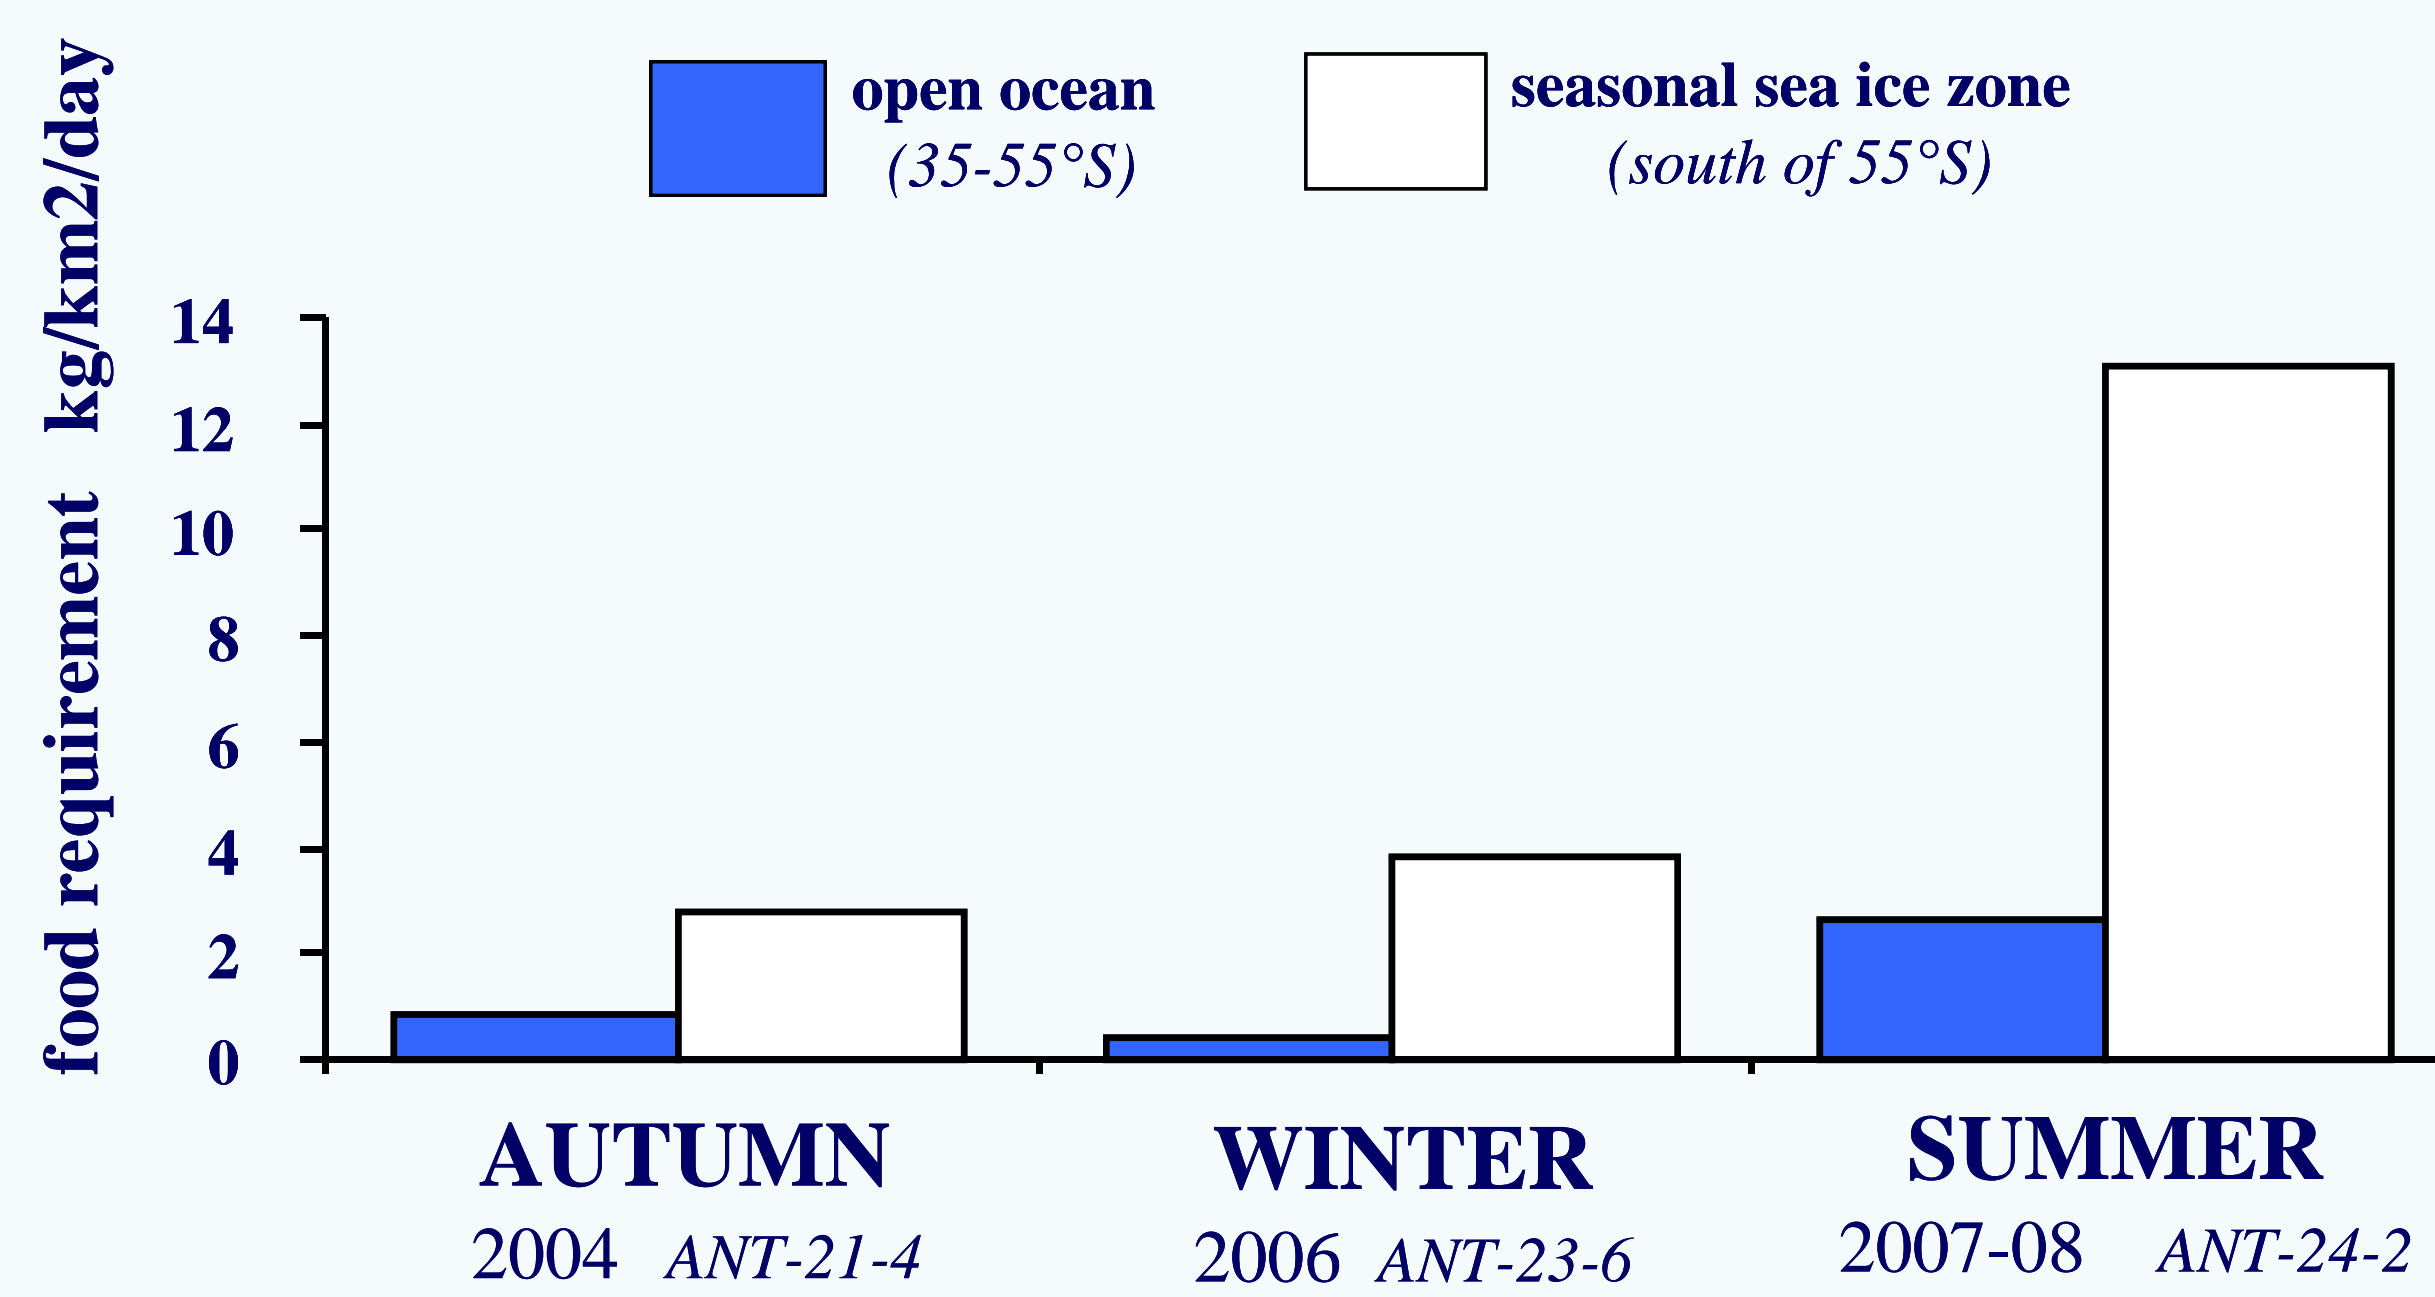 food requirement kg/km2/day
open ocean
(35-55°S)
seasonal sea ice zone
(south of 55°S)
14
12
10
8
6
4
2
0
AUTUMN
2004 ANT-21-4
WINTER
2006 ANT-23-6
SUMMER
2007-08 ANT-24-2